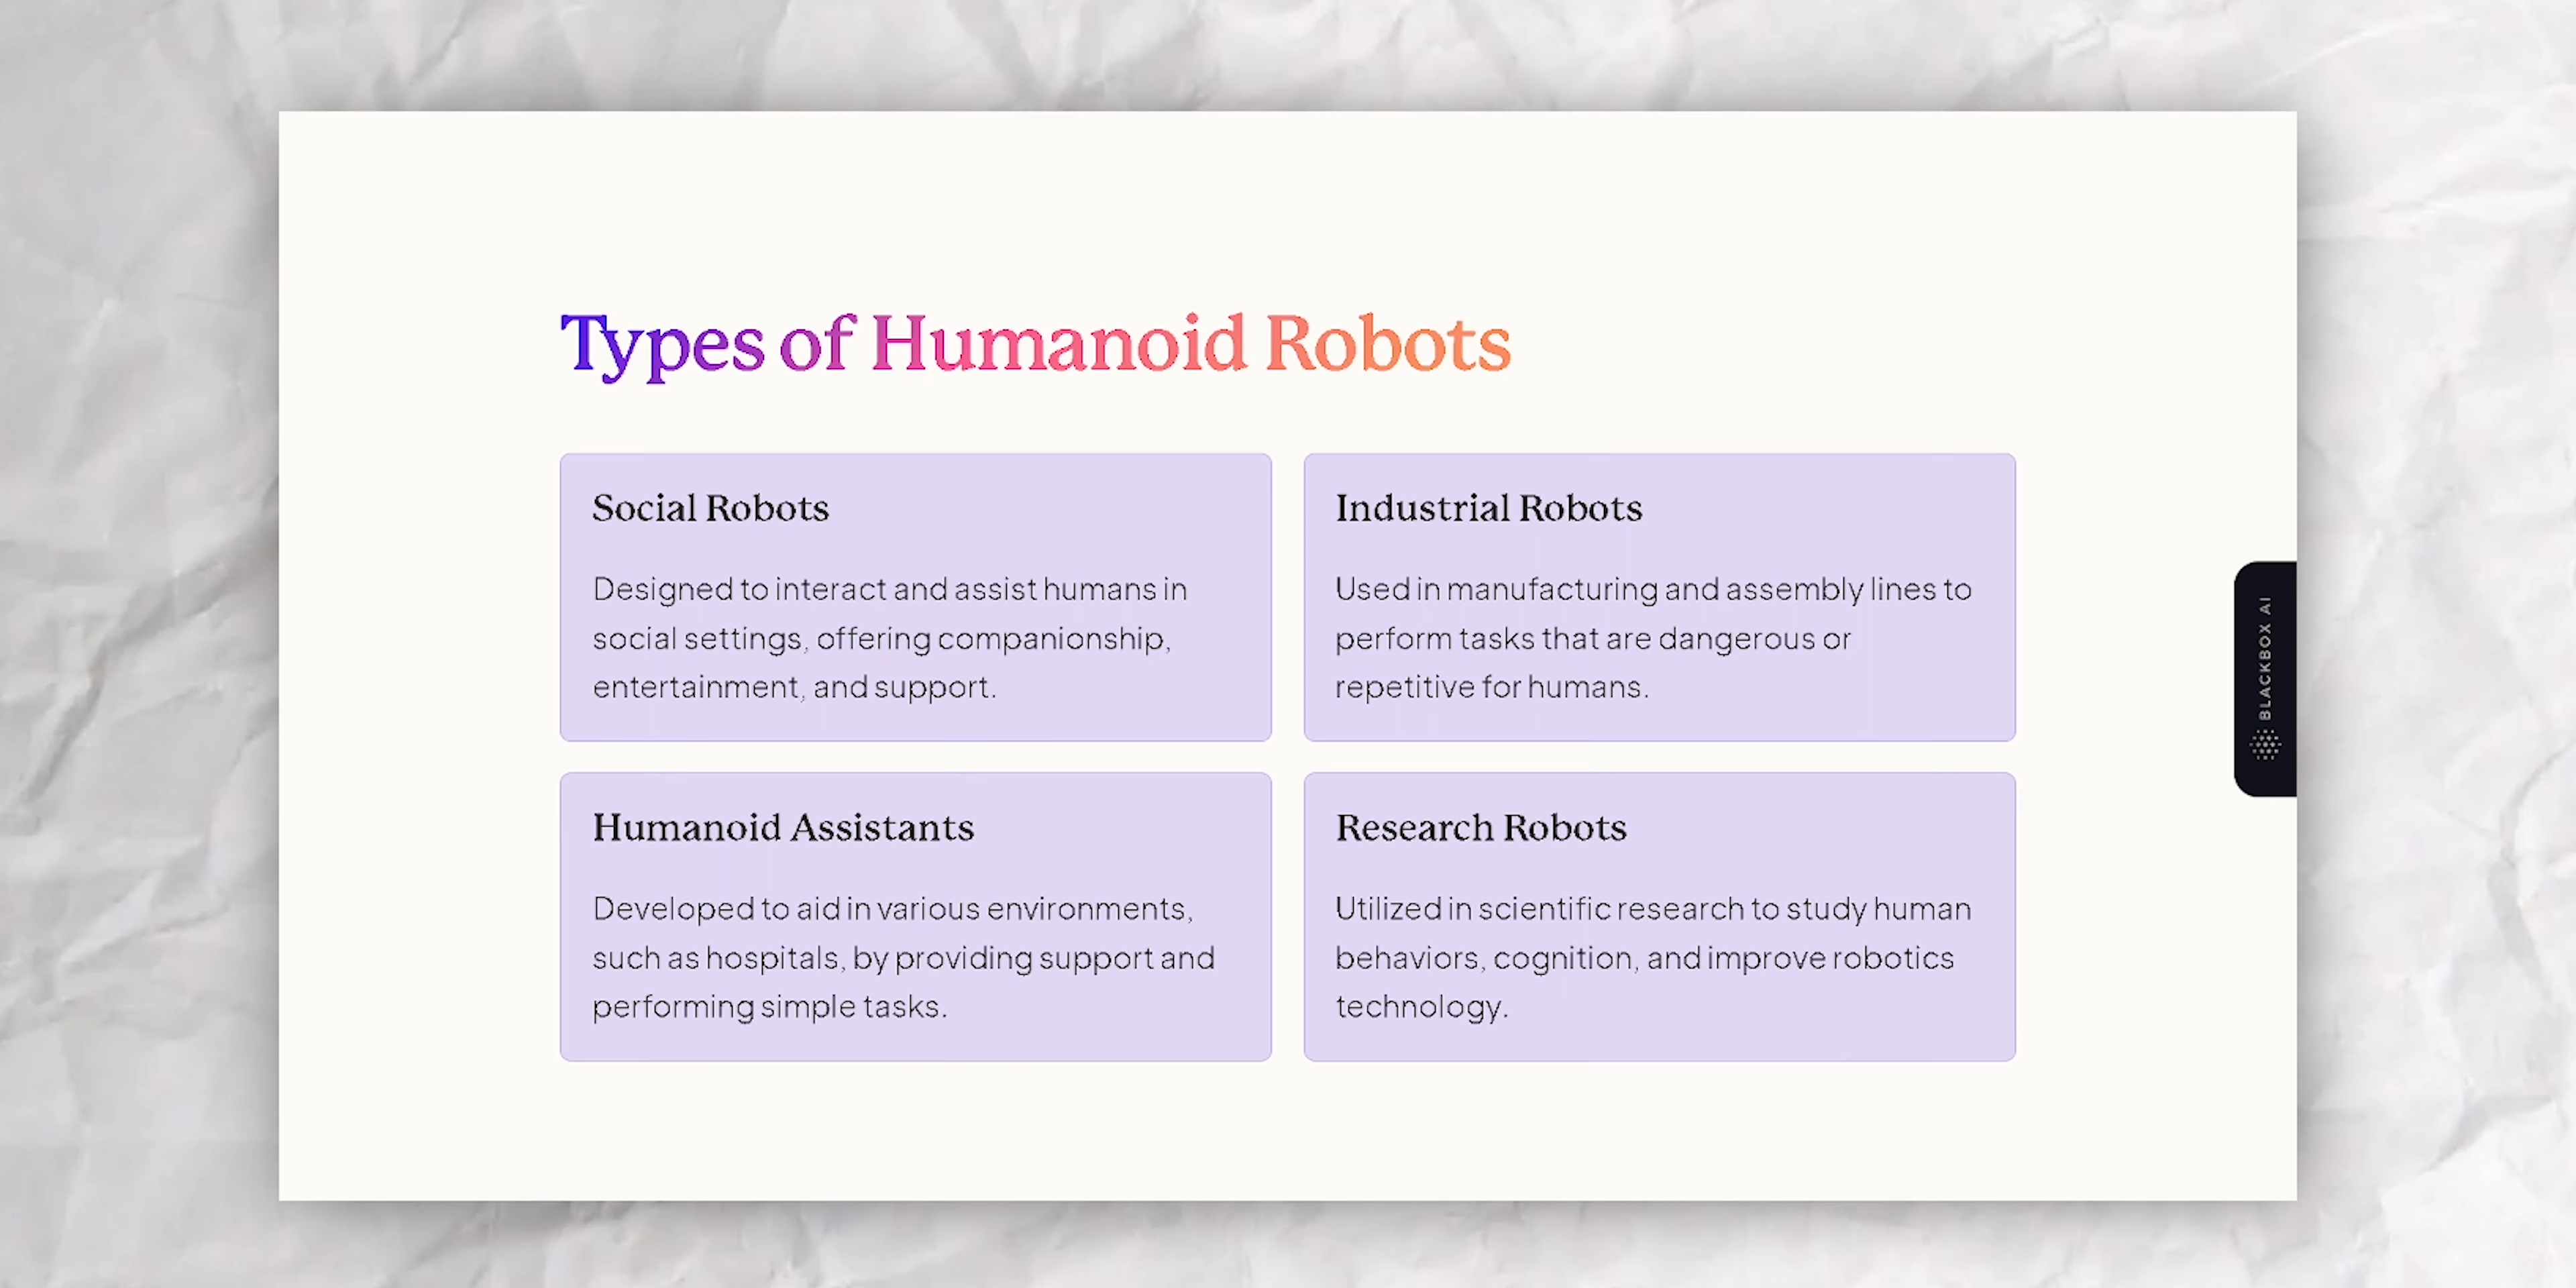 Types of Humanoid Robots
Social Robots
Designed to interact and assist humans in
social settings, offering companionship,
entertainment, and support.
Industrial Robots
Used in manufacturing and assembly lines to
perform tasks that are dangerous or
repetitive for humans.
Humanoid Assistants
Developed to aid in various environments,
such as hospitals, by providing support and
performing simple tasks.
Research Robots
Utilized in scientific research to study human
behaviors, cognition, and improve robotics
technology.
BLACKBOX AI